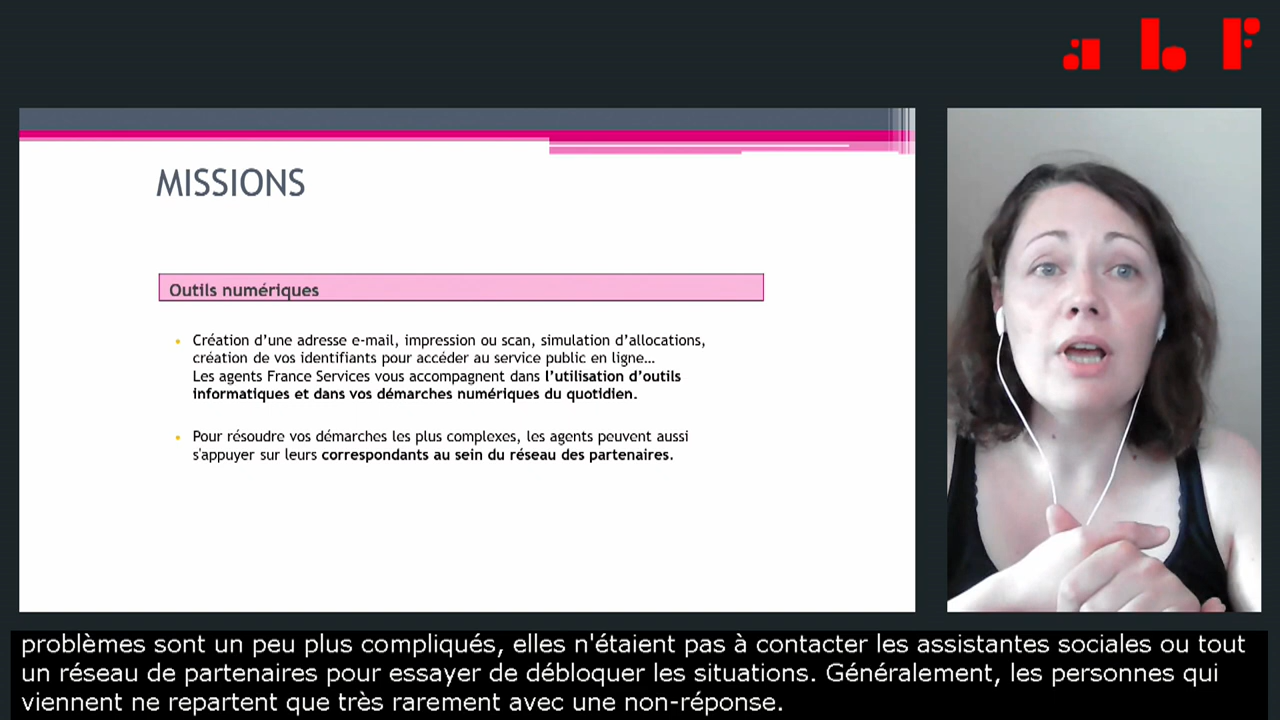 abf
MISSIONS
Outils numériques
Création d’une adresse e-mail, impression ou scan, simulation d’allocations,
création de vos identifiants pour accéder au service public en ligne…
Les agents France Services vous accompagnent dans l’utilisation d’outils
informatiques et dans vos démarches numériques du quotidien.
Pour résoudre vos démarches les plus complexes, les agents peuvent aussi
s'appuyer sur leurs correspondants au sein du réseau des partenaires.
problèmes sont un peu plus compliqués, elles n'étaient pas à contacter les assistantes sociales ou tout
un réseau de partenaires pour essayer de débloquer les situations. Généralement, les personnes qui
viennent ne repartent que très rarement avec une non-réponse.